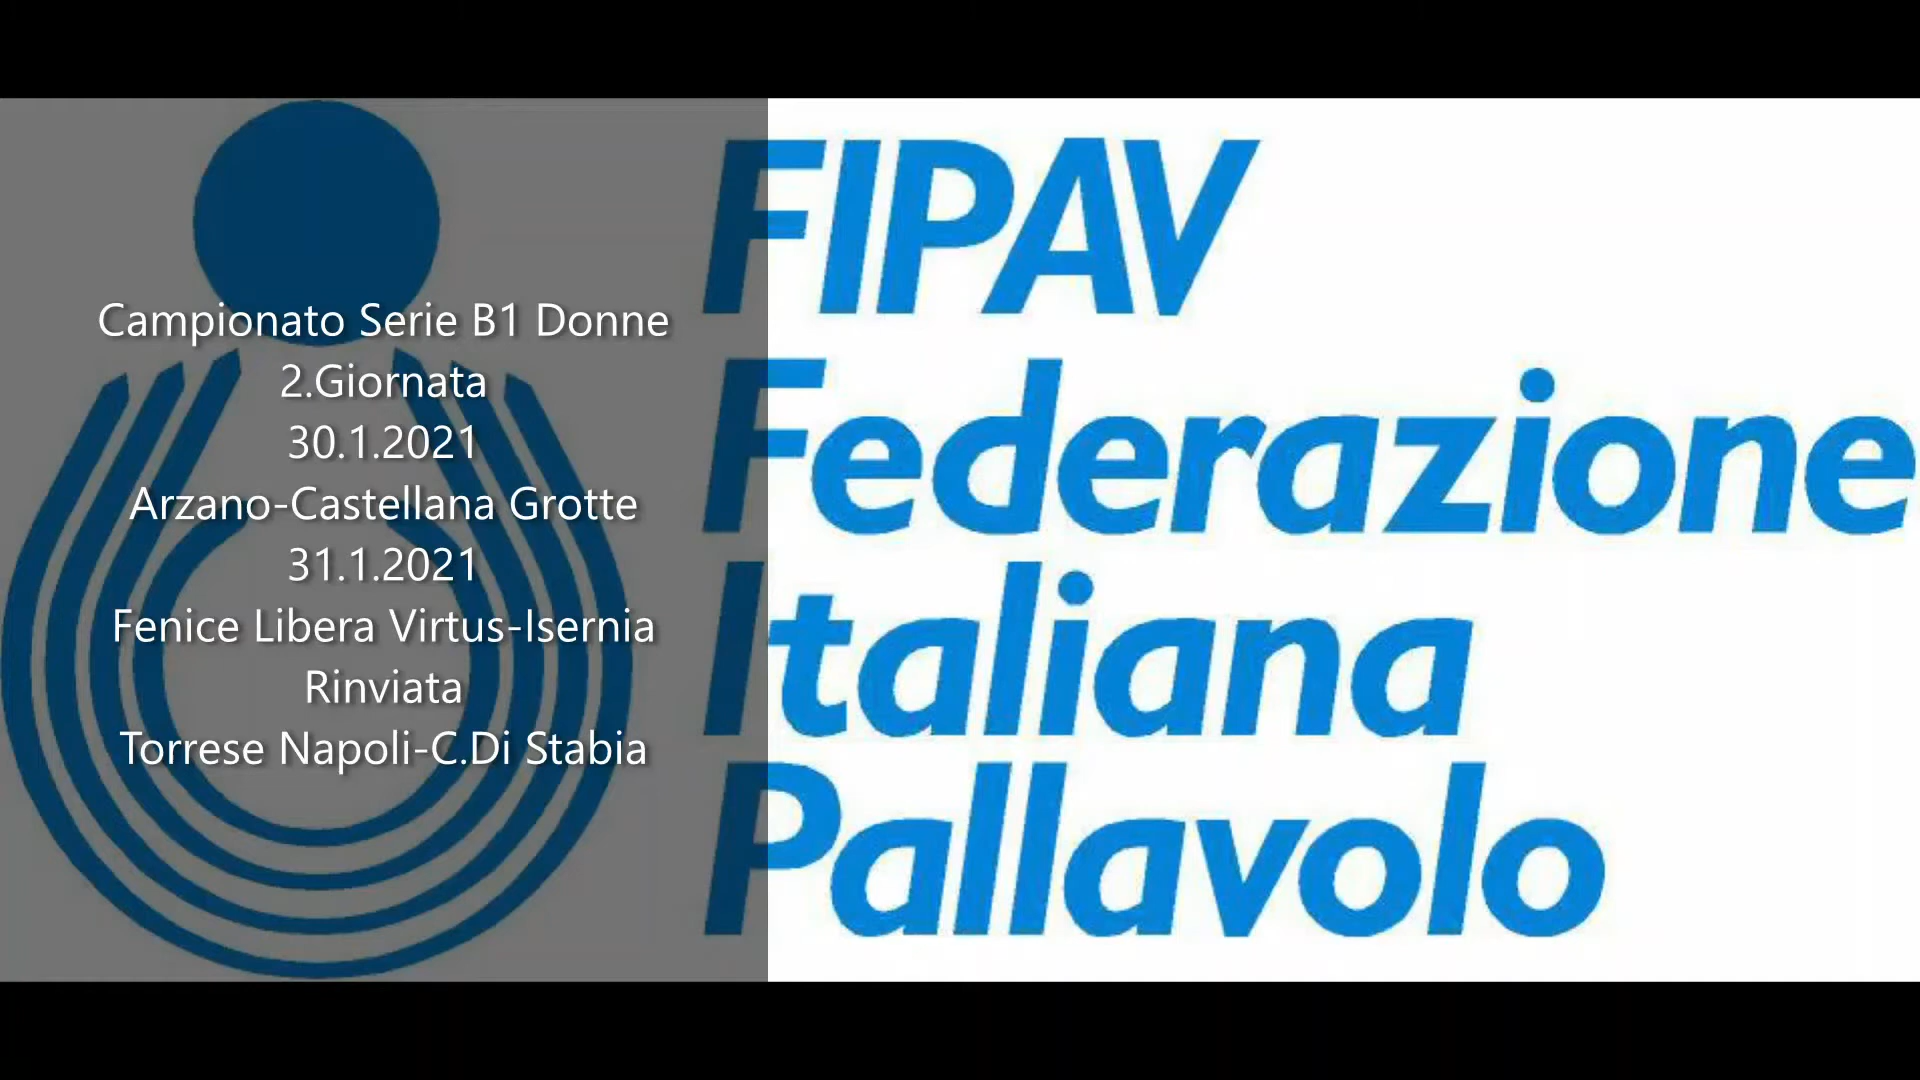 Campionato Serie B1 Donne
2.Giornata
30.1.2021
Arzano-Castellana Grotte
31.1.2021
Fenice Libera Virtus-Isernia
Rinviata
Torrese Napoli-C.Di Stabia
FIPAV
Federazione
Italiana
Pallavolo